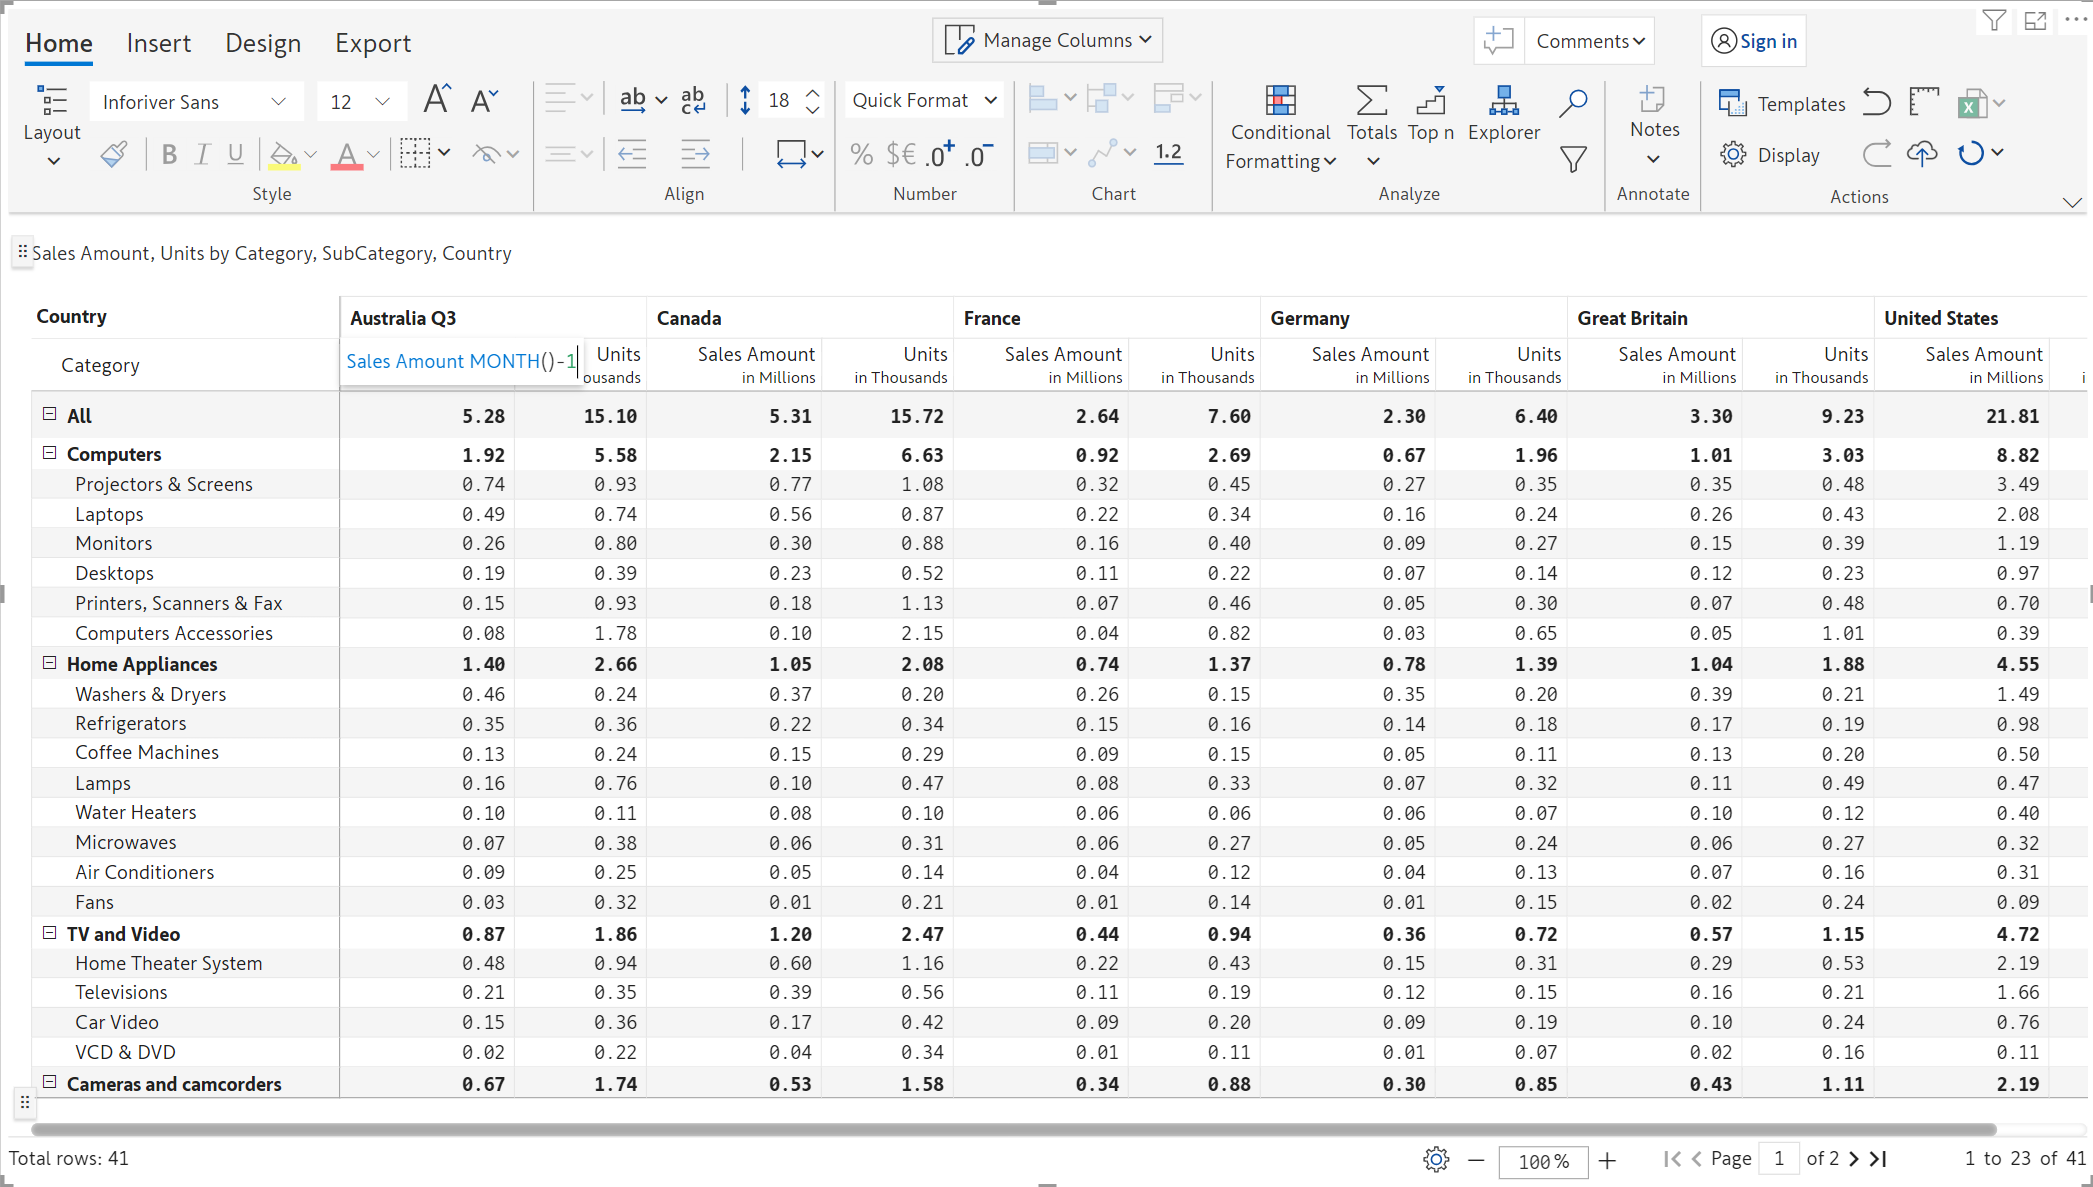 Home Insert Design Export Manage Columns Comments Sign in
Inforiver Sans 12 ab ab 18 Quick Format Templates
Layout B I U A % $€ .0 .0 1.2 Conditional Formatting Totals Top n Explorer Notes Display
Style Align Number Chart Analyze Annotate Actions
Sales Amount, Units by Category, SubCategory, Country
Country Australia Q3 Canada France Germany Great Britain United States
Category Sales Amount MONTH()-1 Units Sales Amount Units Sales Amount Units Sales Amount Units Sales Amount Units Sales Amount
ousands in Millions in Thousands in Millions in Thousands in Millions in Thousands in Millions in Thousands in Millions i
All 5.28 15.10 5.31 15.72 2.64 7.60 2.30 6.40 3.30 9.23 21.81
Computers 1.92 5.58 2.15 6.63 0.92 2.69 0.67 1.96 1.01 3.03 8.82
Projectors & Screens 0.74 0.93 0.77 1.08 0.32 0.45 0.27 0.35 0.35 0.48 3.49
Laptops 0.49 0.74 0.56 0.87 0.22 0.34 0.16 0.24 0.26 0.43 2.08
Monitors 0.26 0.80 0.30 0.88 0.16 0.40 0.09 0.27 0.15 0.39 1.19
Desktops 0.19 0.39 0.23 0.52 0.11 0.22 0.07 0.14 0.12 0.23 0.97
Printers, Scanners & Fax 0.15 0.93 0.18 1.13 0.07 0.46 0.05 0.30 0.07 0.48 0.70
Computers Accessories 0.08 1.78 0.10 2.15 0.04 0.82 0.03 0.65 0.05 1.01 0.39
Home Appliances 1.40 2.66 1.05 2.08 0.74 1.37 0.78 1.39 1.04 1.88 4.55
Washers & Dryers 0.46 0.24 0.37 0.20 0.26 0.15 0.35 0.20 0.39 0.21 1.49
Refrigerators 0.35 0.36 0.22 0.34 0.15 0.16 0.14 0.18 0.17 0.19 0.98
Coffee Machines 0.13 0.24 0.15 0.29 0.09 0.15 0.05 0.11 0.13 0.20 0.50
Lamps 0.16 0.76 0.10 0.47 0.08 0.33 0.07 0.32 0.11 0.49 0.47
Water Heaters 0.10 0.11 0.08 0.10 0.06 0.06 0.06 0.07 0.10 0.12 0.40
Microwaves 0.07 0.38 0.06 0.31 0.06 0.27 0.05 0.24 0.06 0.27 0.32
Air Conditioners 0.09 0.25 0.05 0.14 0.04 0.12 0.04 0.13 0.07 0.16 0.31
Fans 0.03 0.32 0.01 0.21 0.01 0.14 0.01 0.15 0.02 0.24 0.09
TV and Video 0.87 1.86 1.20 2.47 0.44 0.94 0.36 0.72 0.57 1.15 4.72
Home Theater System 0.48 0.94 0.60 1.16 0.22 0.43 0.15 0.31 0.29 0.53 2.19
Televisions 0.21 0.35 0.39 0.56 0.11 0.19 0.12 0.15 0.16 0.21 1.66
Car Video 0.15 0.36 0.17 0.42 0.09 0.20 0.09 0.19 0.10 0.24 0.76
VCD & DVD 0.02 0.22 0.04 0.34 0.01 0.11 0.01 0.07 0.02 0.16 0.11
Cameras and camcorders 0.67 1.74 0.53 1.58 0.34 0.88 0.30 0.85 0.43 1.11 2.19
Total rows: 41 100 % Page 1 of 2 1 to 23 of 41